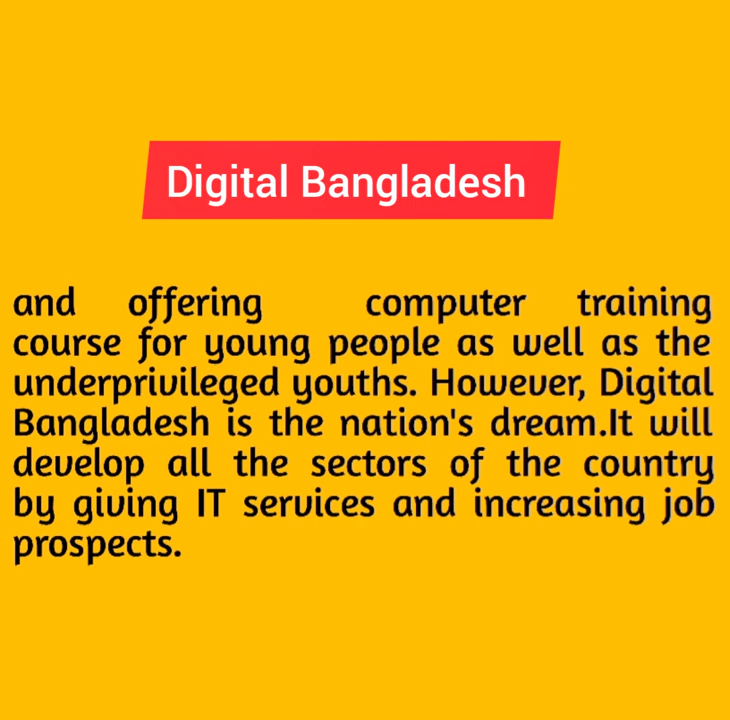 Digital Bangladesh
and offering computer training
course for young people as well as the
underprivileged youths. However, Digital
Bangladesh is the nation's dream.It will
develop all the sectors of the country
by giving IT services and increasing job
prospects.